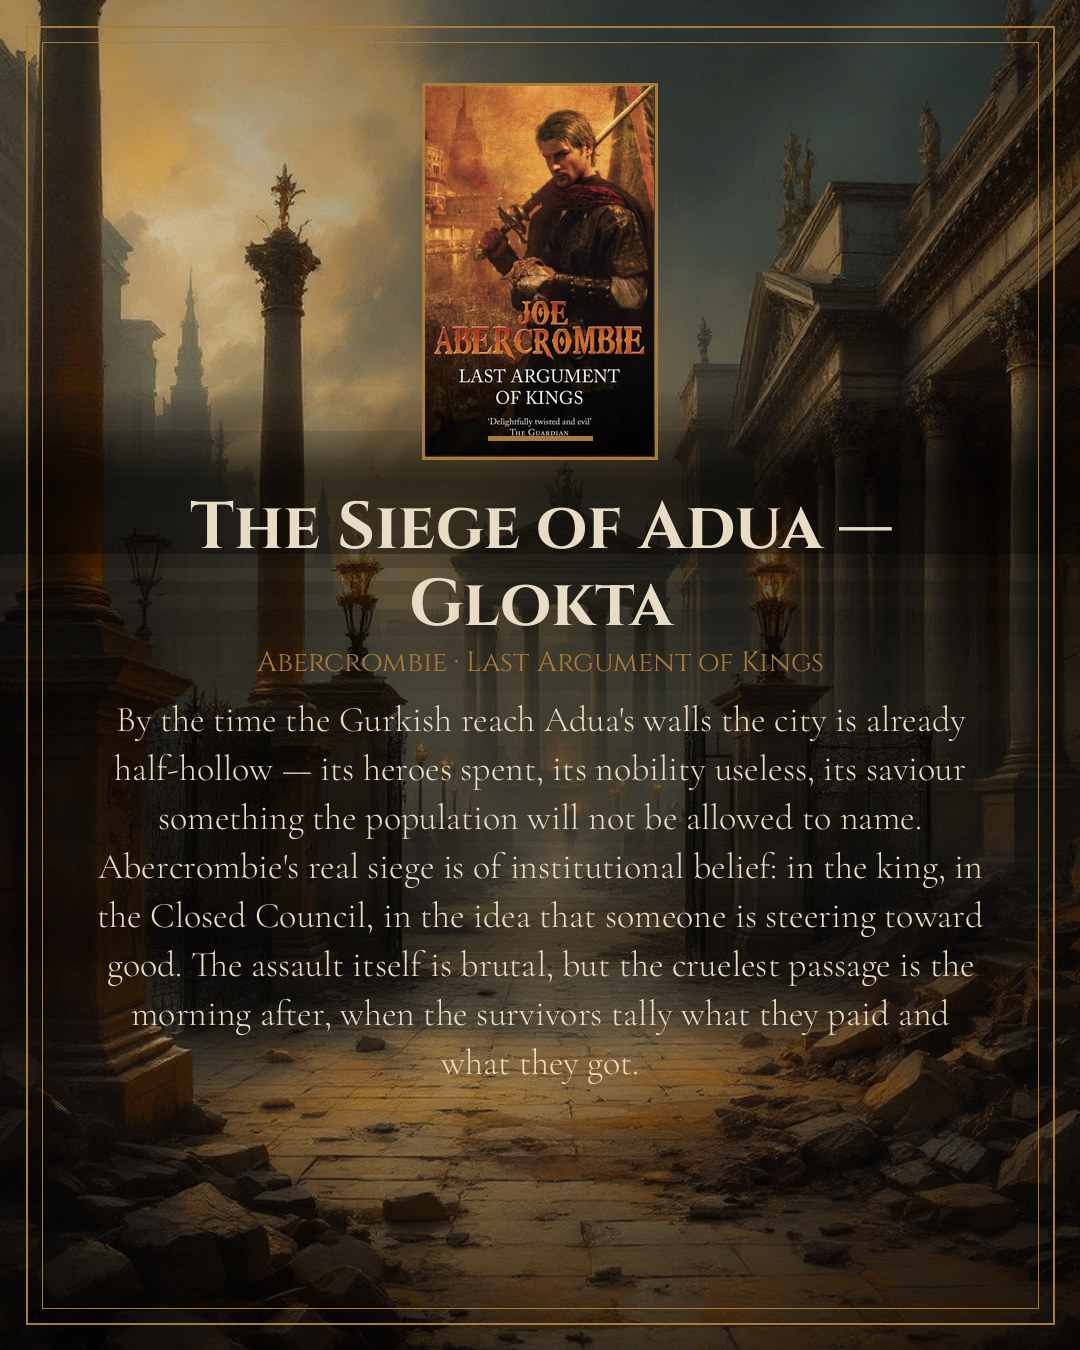 JOE
ABERCROMBIE
LAST ARGUMENT
OF KINGS
'Delightfully twisted and evil'
THE GUARDIAN
THE SIEGE OF ADUA —
GLOKTA
ABERCROMBIE · LAST ARGUMENT OF KINGS
By the time the Gurkish reach Adua's walls the city is already
half-hollow — its heroes spent, its nobility useless, its saviour
something the population will not be allowed to name.
Abercrombie's real siege is of institutional belief: in the king, in
the Closed Council, in the idea that someone is steering toward
good. The assault itself is brutal, but the cruelest passage is the
morning after, when the survivors tally what they paid and
what they got.